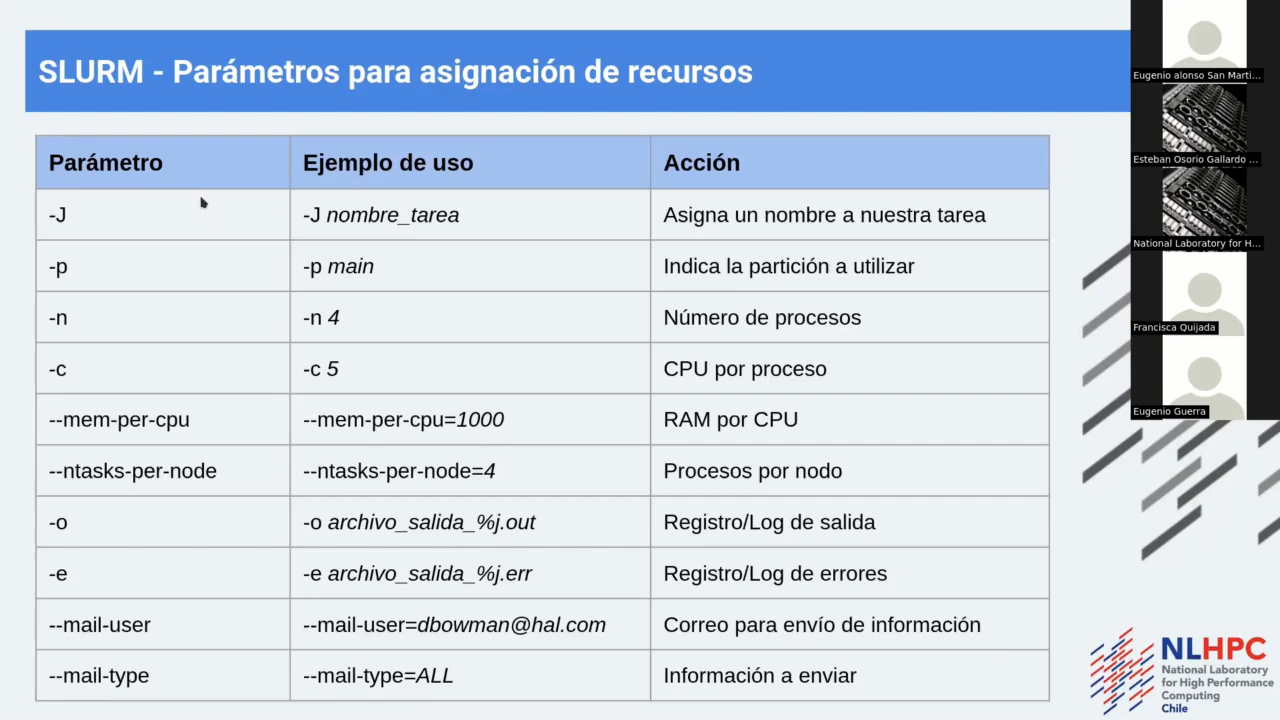 SLURM - Parámetros para asignación de recursos
Parámetro Ejemplo de uso Acción
-J -J nombre_tarea Asigna un nombre a nuestra tarea
-p -p main Indica la partición a utilizar
-n -n 4 Número de procesos
-c -c 5 CPU por proceso
--mem-per-cpu --mem-per-cpu=1000 RAM por CPU
--ntasks-per-node --ntasks-per-node=4 Procesos por nodo
-o -o archivo_salida_%j.out Registro/Log de salida
-e -e archivo_salida_%j.err Registro/Log de errores
--mail-user --mail-user=dbowman@hal.com Correo para envío de información
--mail-type --mail-type=ALL Información a enviar
Eugenio alonso San Marti...
Esteban Osorio Gallardo ...
National Laboratory for H...
Francisca Quijada
Eugenio Guerra
NLHPC
National Laboratory
for High Performance
Computing
Chile